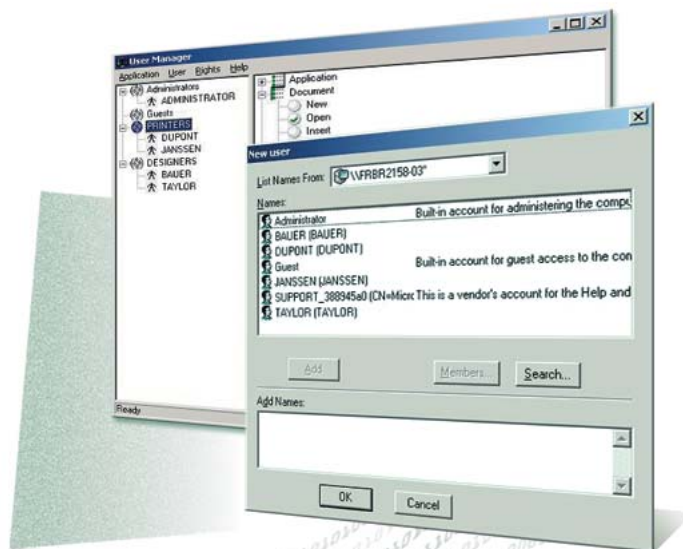 User Manager
Application User Rights Help
Administrators
ADMINISTRATOR
Guests
PRINTERS
DUPONT
JANSSEN
DESIGNERS
BAUER
TAYLOR
Application
Document
New
Open
Insert
Ready
New user
List Names From: \\FRBR2158-03"
Names:
Administrator Built-in account for administering the compu
BAUER (BAUER)
DUPONT (DUPONT)
Guest Built-in account for guest access to the con
JANSSEN (JANSSEN)
SUPPORT_388945a0 (CN=Micr This is a vendor's account for the Help and
TAYLOR (TAYLOR)
Add Members... Search...
Add Names:
OK Cancel